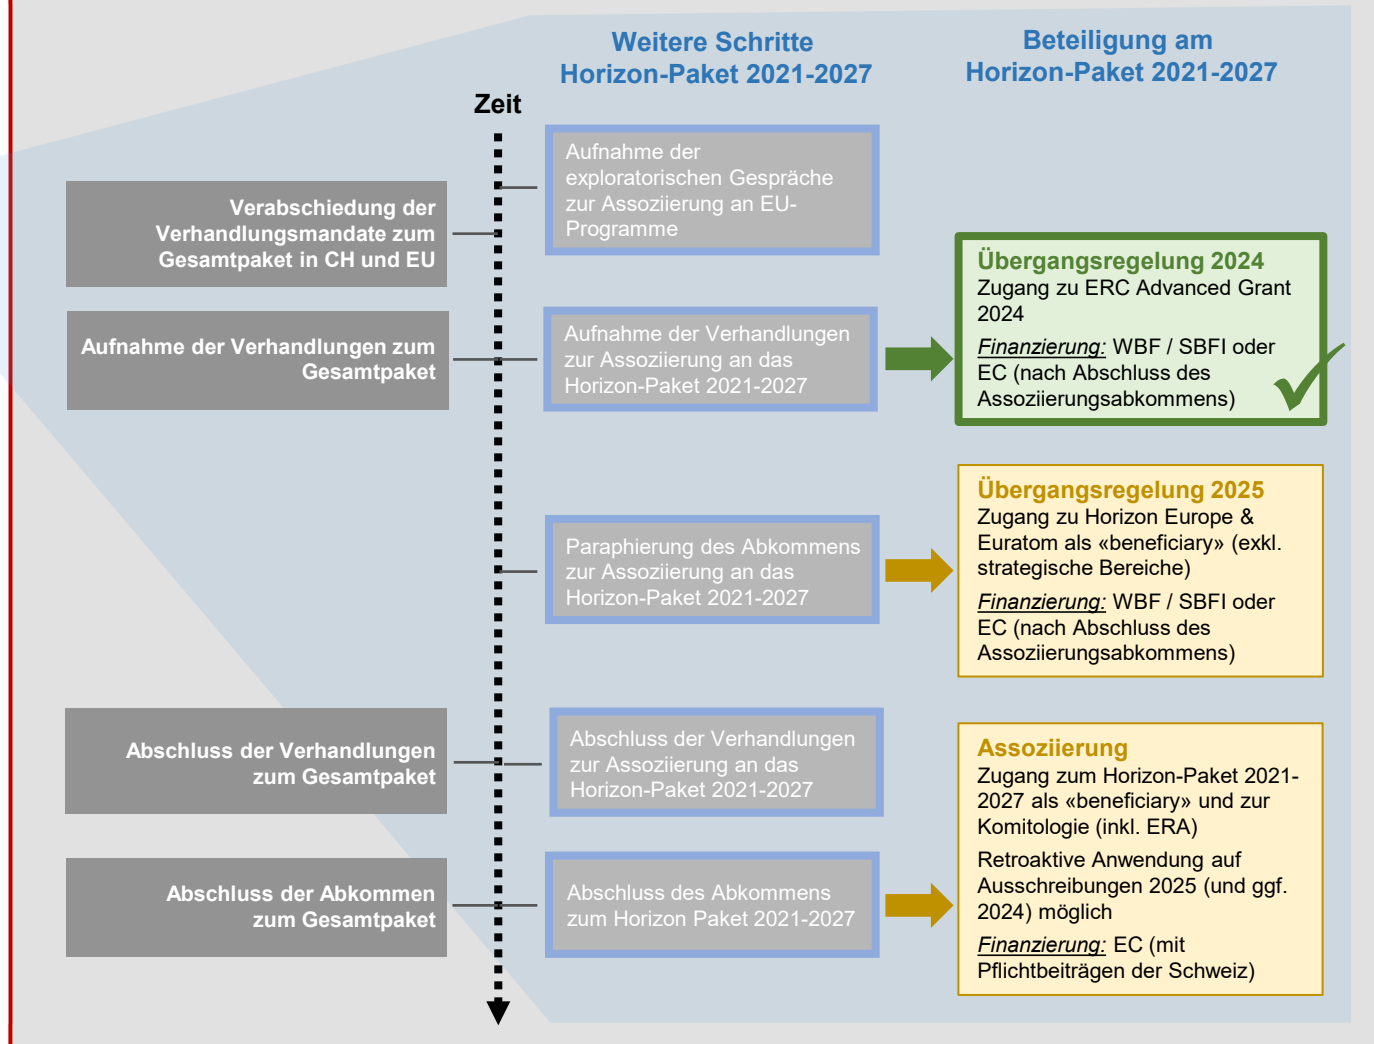 Weitere Schritte
Horizon-Paket 2021-2027
Beteiligung am
Horizon-Paket 2021-2027
Zeit
Aufnahme der
exploratorischen Gespräche
zur Assoziierung an EU-
Programme
Verabschiedung der
Verhandlungsmandate zum
Gesamtpaket in CH und EU
Übergangsregelung 2024
Zugang zu ERC Advanced Grant
2024
Finanzierung: WBF / SBFI oder
EC (nach Abschluss des
Assoziierungsabkommens)
Aufnahme der Verhandlungen zum
Gesamtpaket
Aufnahme der Verhandlungen
zur Assoziierung an das
Horizon-Paket 2021-2027
Übergangsregelung 2025
Zugang zu Horizon Europe &
Euratom als «beneficiary» (exkl.
strategische Bereiche)
Finanzierung: WBF / SBFI oder
EC (nach Abschluss des
Assoziierungsabkommens)
Paraphierung des Abkommens
zur Assoziierung an das
Horizon-Paket 2021-2027
Abschluss der Verhandlungen
zum Gesamtpaket
Abschluss der Verhandlungen
zur Assoziierung an das
Horizon-Paket 2021-2027
Assoziierung
Zugang zum Horizon-Paket 2021-
2027 als «beneficiary» und zur
Komitologie (inkl. ERA)
Retroaktive Anwendung auf
Ausschreibungen 2025 (und ggf.
2024) möglich
Finanzierung: EC (mit
Pflichtbeiträgen der Schweiz)
Abschluss der Abkommen
zum Gesamtpaket
Abschluss des Abkommens
zum Horizon Paket 2021-2027